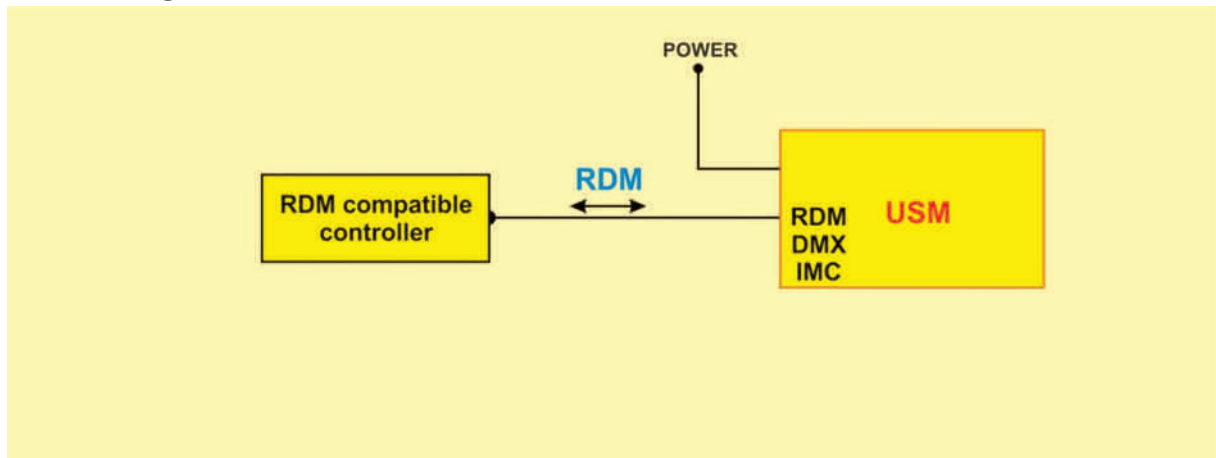 POWER
RDM
RDM compatible
controller
RDM
DMX
IMC
USM